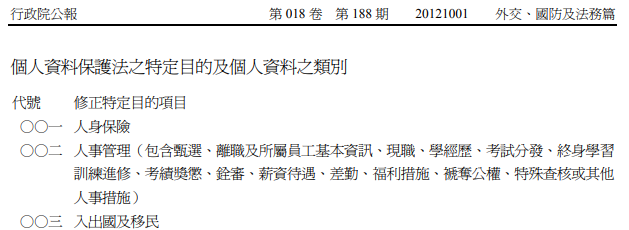 行政院公報 第 018 卷 第 188 期 20121001 外交、國防及法務篇
個人資料保護法之特定目的及個人資料之類別
代號 修正特定目的項目
○○一 人身保險
○○二 人事管理（包含甄選、離職及所屬員工基本資訊、現職、學經歷、考試分發、終身學習
訓練進修、考績獎懲、銓審、薪資待遇、差勤、福利措施、褫奪公權、特殊查核或其他
人事措施）
○○三 入出國及移民